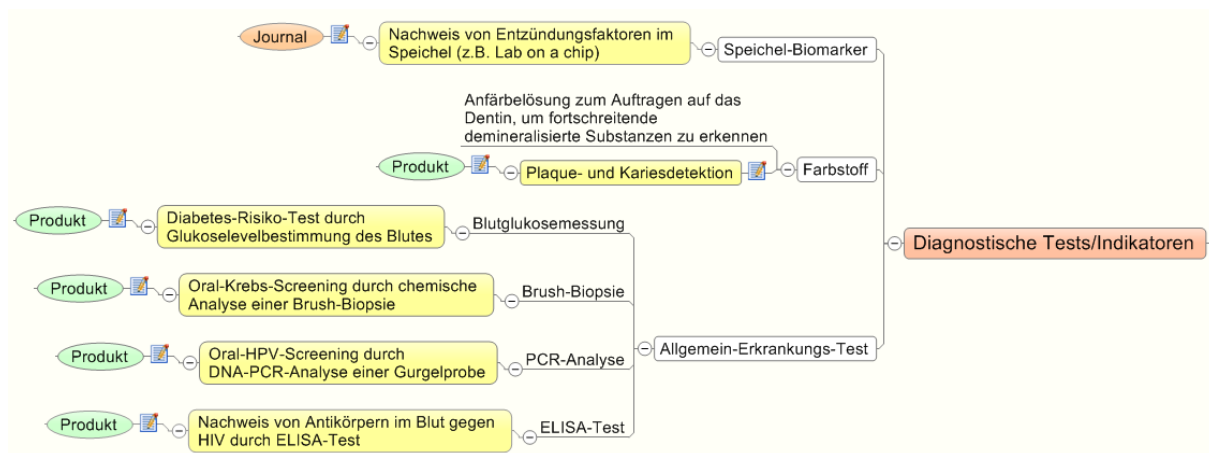 Journal
Nachweis von Entzündungsfaktoren im
Speichel (z.B. Lab on a chip)
Speichel-Biomarker
Anfärbelösung zum Auftragen auf das
Dentin, um fortschreitende
demineralisierte Substanzen zu erkennen
Produkt
Plaque- und Kariesdetektion
Farbstoff
Produkt
Diabetes-Risiko-Test durch
Glukoselevelbestimmung des Blutes
Blutglukosemessung
Diagnostische Tests/Indikatoren
Produkt
Oral-Krebs-Screening durch chemische
Analyse einer Brush-Biopsie
Brush-Biopsie
Produkt
Oral-HPV-Screening durch
DNA-PCR-Analyse einer Gurgelprobe
PCR-Analyse
Allgemein-Erkrankungs-Test
Produkt
Nachweis von Antikörpern im Blut gegen
HIV durch ELISA-Test
ELISA-Test